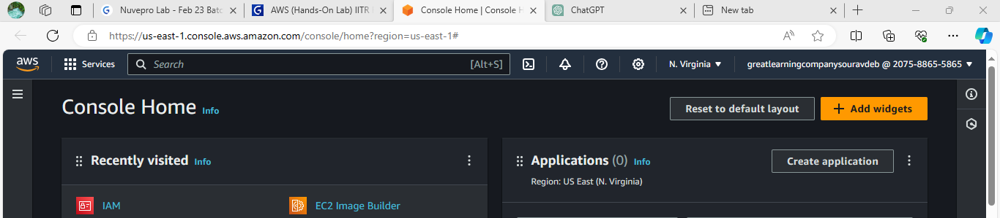 Nuvepro Lab - Feb 23 Batc
AWS (Hands-On Lab) IITR
Console Home | Console H
ChatGPT
New tab
https://us-east-1.console.aws.amazon.com/console/home?region=us-east-1#
aws
Services
Search
[Alt+S]
N. Virginia
greatlearningcompanysouravdeb @ 2075-8865-5865
Console Home Info
Reset to default layout
Add widgets
Recently visited Info
Applications (0) Info
Create application
Region: US East (N. Virginia)
IAM
EC2 Image Builder